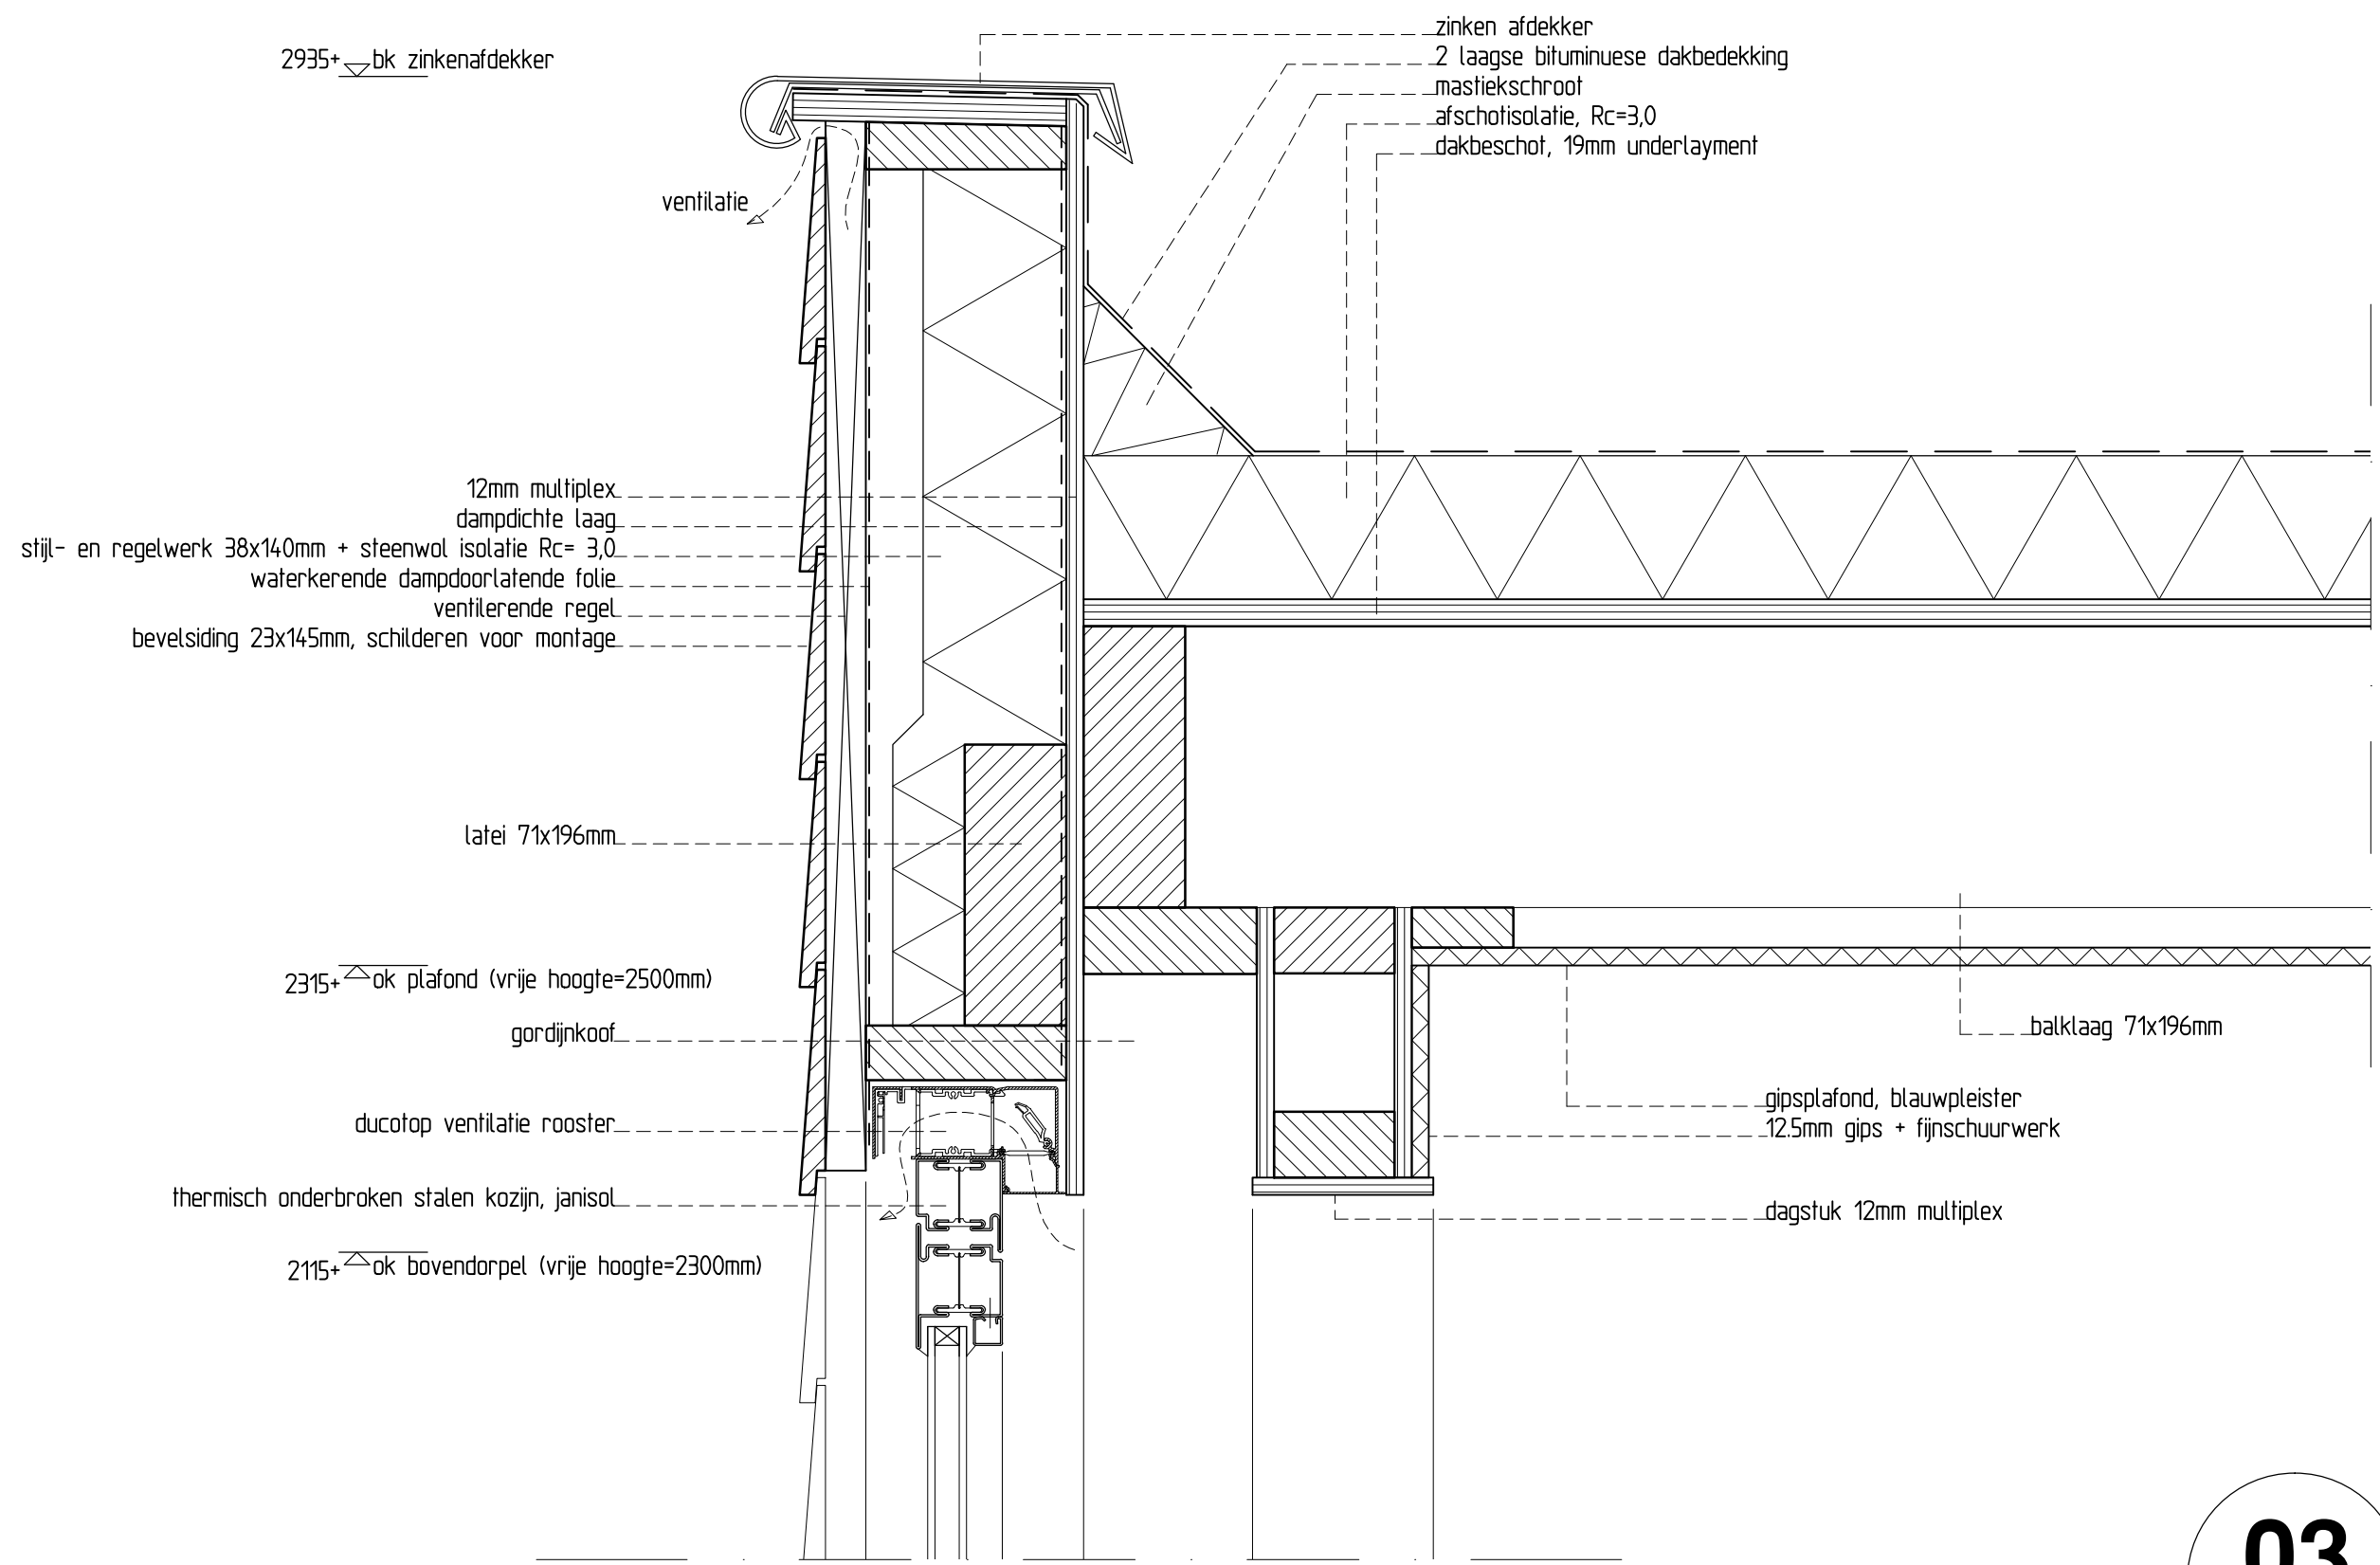 zinken afdekker
2 laagse bituminuese dakbedekking
mastiekschroot
afschotisolatie, Rc=3,0
dakbeschot, 19mm underlayment
2935+ bk zinkenafdekker
ventilatie
12mm multiplex
dampdichte laag
stijl- en regelwerk 38x140mm + steenwol isolatie Rc= 3,0
waterkerende dampdoorlatende folie
ventilerende regel
bevelsiding 23x145mm, schilderen voor montage
latei 71x196mm
2315+ ok plafond (vrije hoogte=2500mm)
gordijnkoof
balklaag 71x196mm
ducotop ventilatie rooster
gipsplafond, blauwpleister
12.5mm gips + fijnschuurwerk
thermisch onderbroken stalen kozijn, janisol
dagstuk 12mm multiplex
2115+ ok bovendorpel (vrije hoogte=2300mm)
03